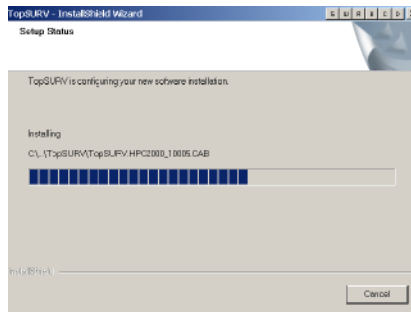 TopSURV - InstallShield Wizard
Setup Status
TopSURV is configuring your new software installation.
Installing
C:\..\TopSURV\TopSURV.HPC2000_10005.CAB
InstallShield
Cancel